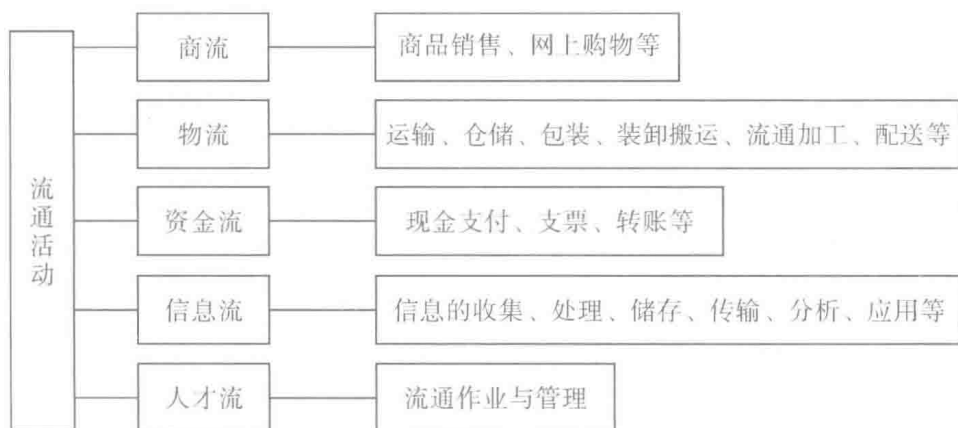 流通活动
商流
商品销售、网上购物等
物流
运输、仓储、包装、装卸搬运、流通加工、配送等
资金流
现金支付、支票、转账等
信息流
信息的收集、处理、储存、传输、分析、应用等
人才流
流通作业与管理